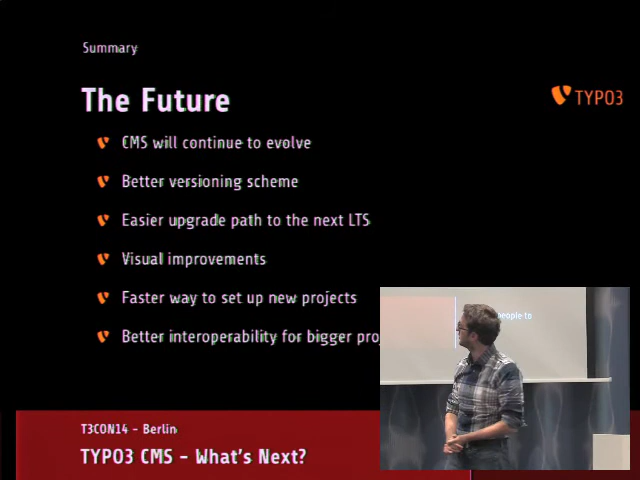 Summary
The Future
TYPO3
CMS will continue to evolve
Better versioning scheme
Easier upgrade path to the next LTS
Visual improvements
Faster way to set up new projects
Better interoperability for bigger
people to
T3CON14 - Berlin
TYPO3 CMS - What's Next?